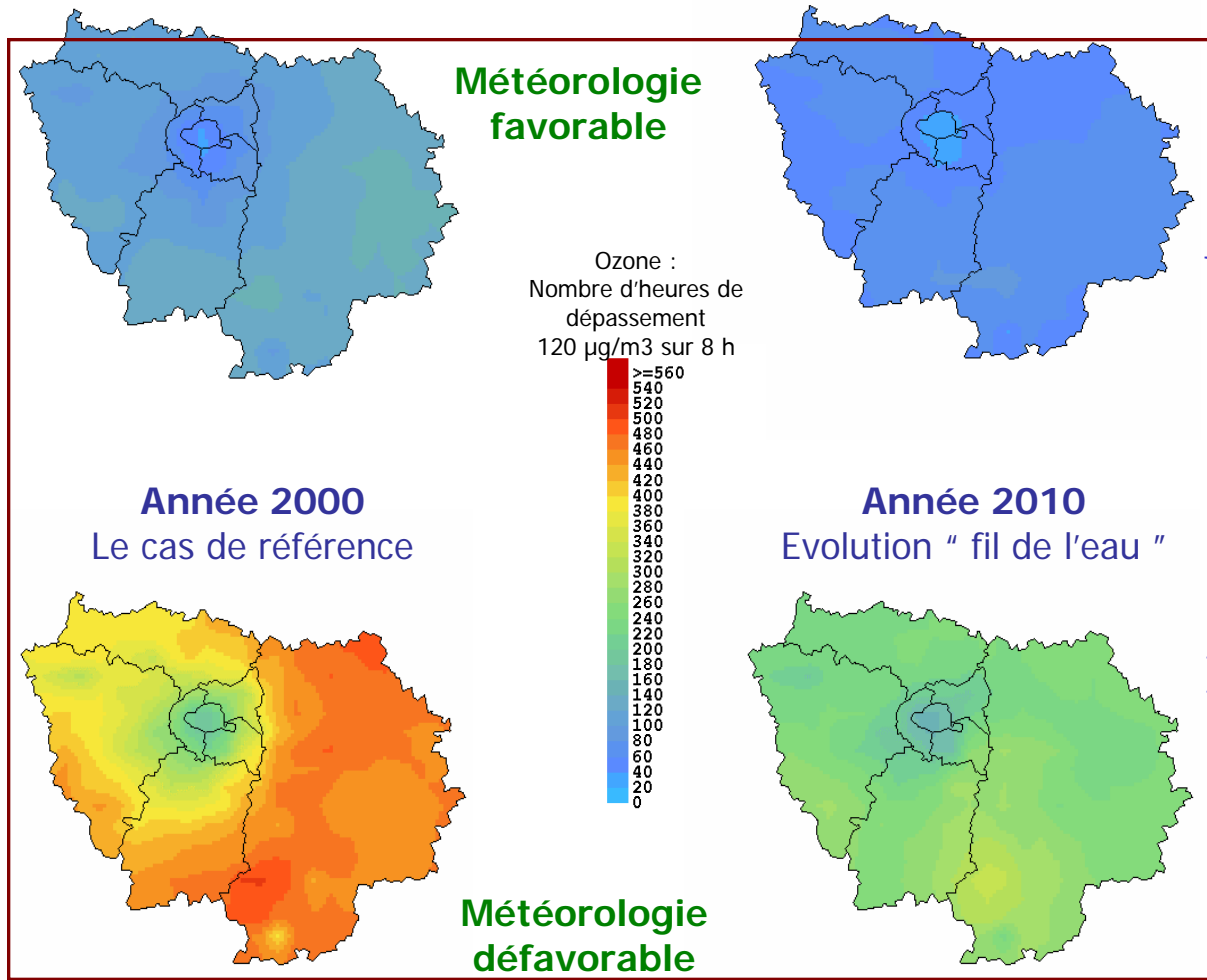 Météorologie
favorable
Ozone :
Nombre d'heures de
dépassement
120 µg/m3 sur 8 h
>=560
540
520
500
480
460
440
420
400
380
360
340
320
300
280
260
240
220
200
180
160
140
120
100
80
60
40
20
0
Année 2000
Le cas de référence
Année 2010
Evolution “ fil de l'eau ”
Météorologie
défavorable